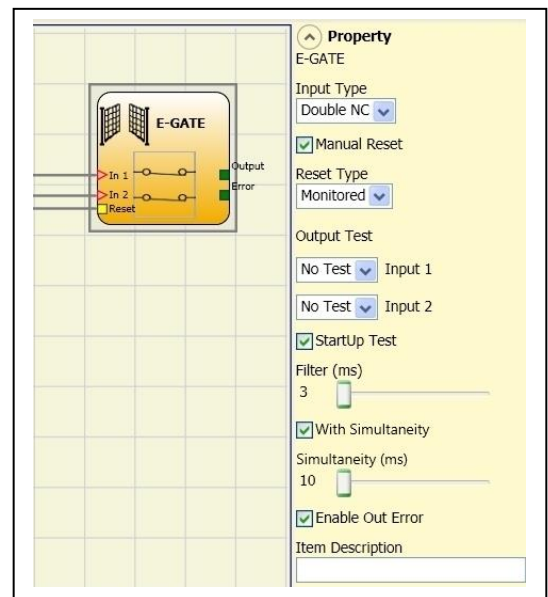 E-GATE
In 1
In 2
Reset
Output
Error
Property
E-GATE
Input Type
Double NC
Manual Reset
Reset Type
Monitored
Output Test
No Test Input 1
No Test Input 2
StartUp Test
Filter (ms)
3
With Simultaneity
Simultaneity (ms)
10
Enable Out Error
Item Description